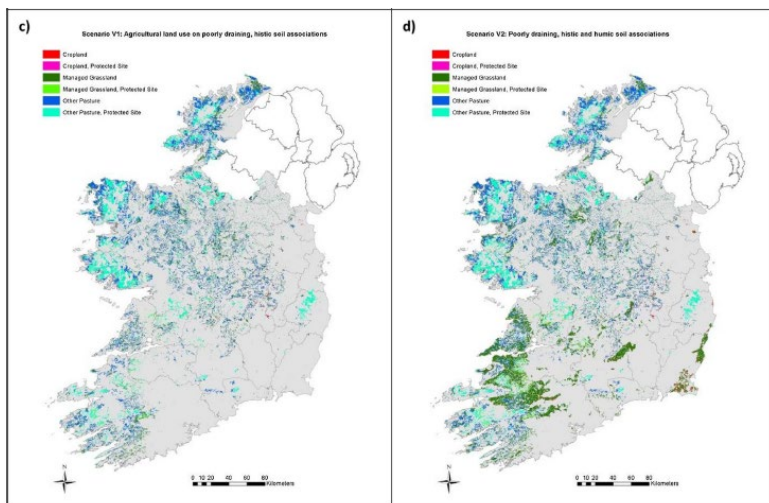 c)
Scenario V1: Agricultural land use on poorly draining, histic soil associations
Cropland
Cropland, Protected Site
Managed Grassland
Managed Grassland, Protected Site
Other Pasture
Other Pasture, Protected Site
N
0 10 20 40 60 80
Kilometers
d)
Scenario V2: Poorly draining, histic and humic soil associations
Cropland
Cropland, Protected Site
Managed Grassland
Managed Grassland, Protected Site
Other Pasture
Other Pasture, Protected Site
N
0 10 20 40 60 80
Kilometers